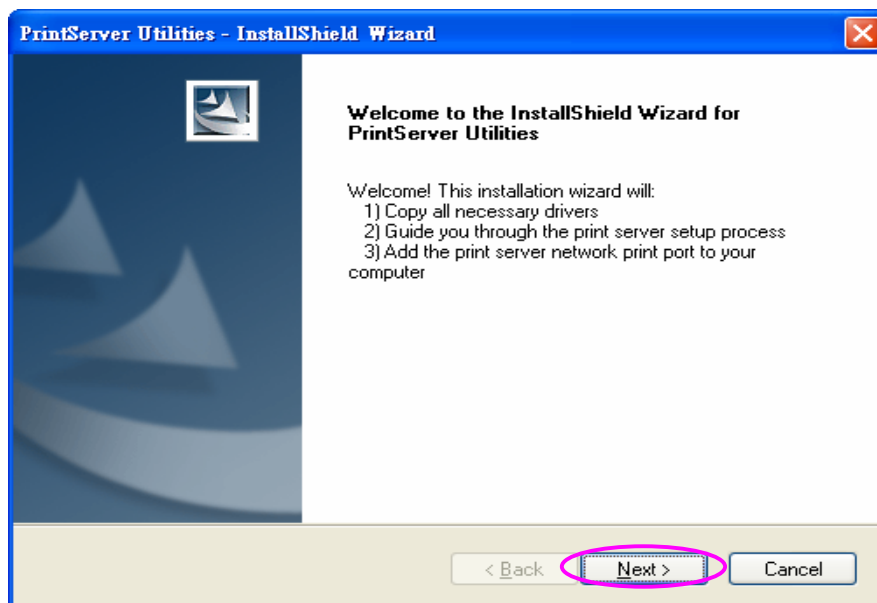 PrintServer Utilities - InstallShield Wizard
Welcome to the InstallShield Wizard for
PrintServer Utilities
Welcome! This installation wizard will:
1) Copy all necessary drivers
2) Guide you through the print server setup process
3) Add the print server network print port to your
computer
< Back
Next >
Cancel